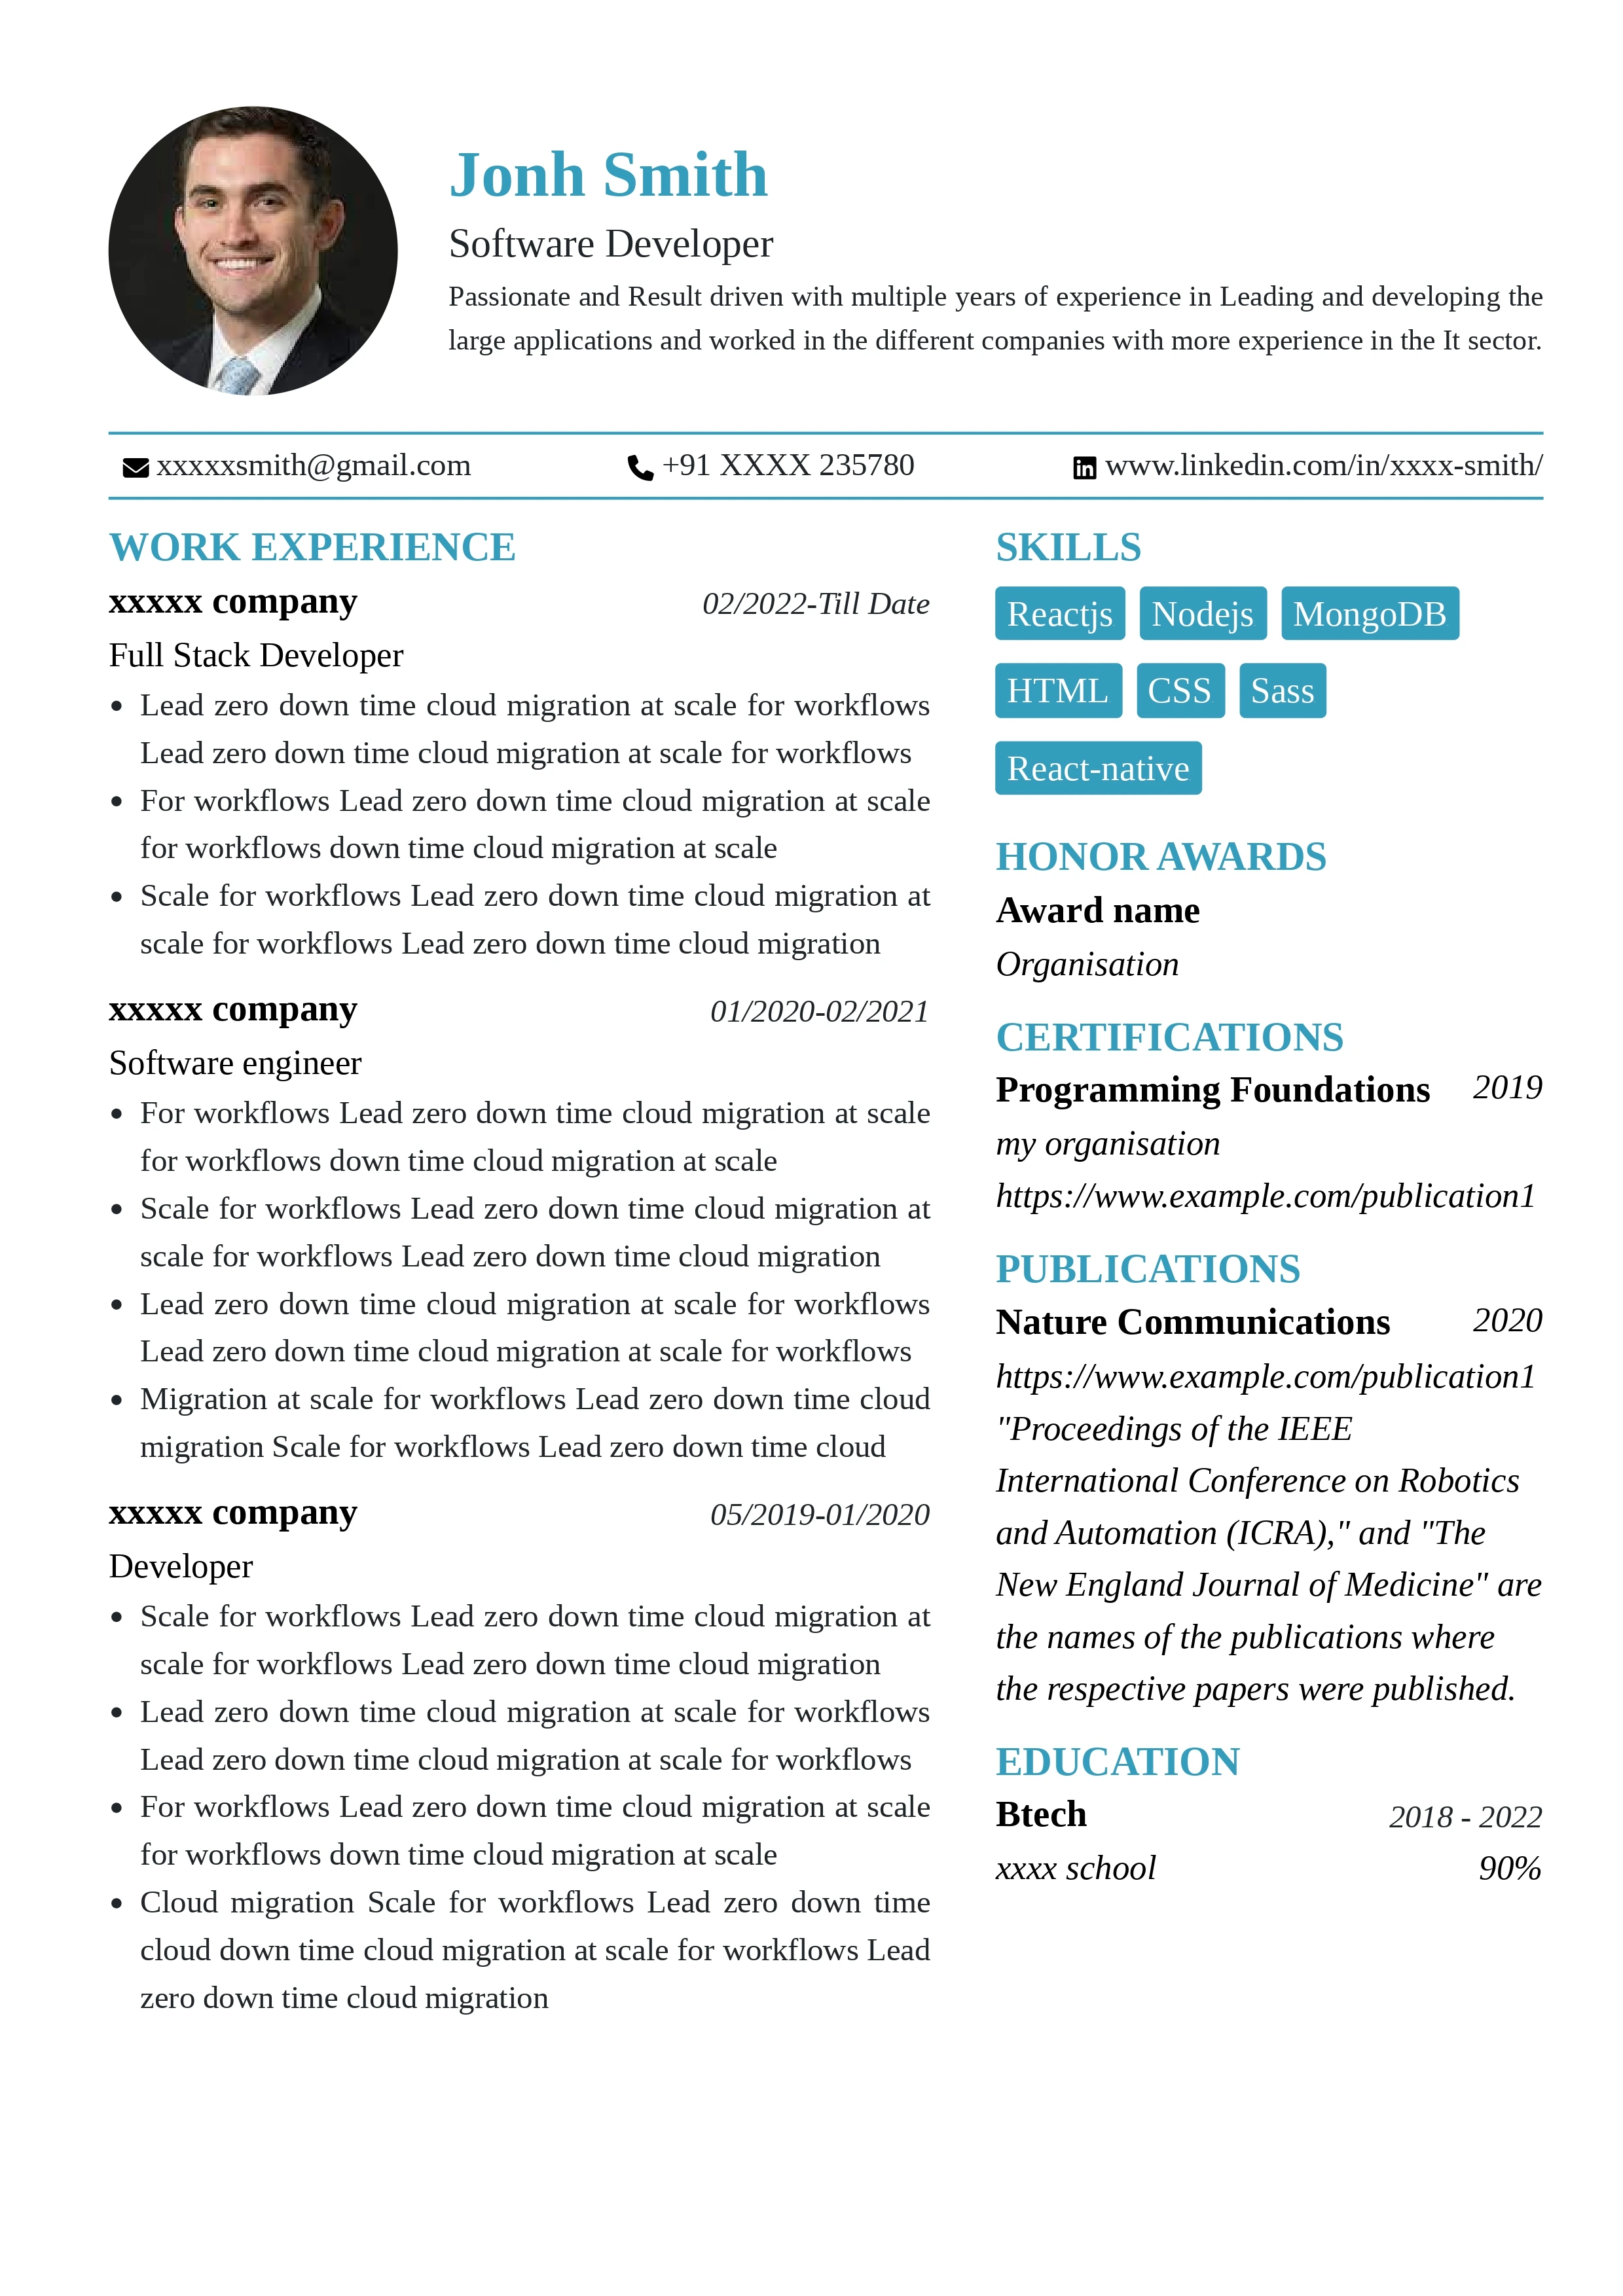 Jonh Smith
Software Developer
Passionate and Result driven with multiple years of experience in Leading and developing the
large applications and worked in the different companies with more experience in the It sector.
xxxxxsmith@gmail.com
+91 XXXX 235780
www.linkedin.com/in/xxxx-smith/
WORK EXPERIENCE
xxxxx company 02/2022-Till Date
Full Stack Developer
• Lead zero down time cloud migration at scale for workflows
Lead zero down time cloud migration at scale for workflows
• For workflows Lead zero down time cloud migration at scale
for workflows down time cloud migration at scale
• Scale for workflows Lead zero down time cloud migration at
scale for workflows Lead zero down time cloud migration
xxxxx company 01/2020-02/2021
Software engineer
• For workflows Lead zero down time cloud migration at scale
for workflows down time cloud migration at scale
• Scale for workflows Lead zero down time cloud migration at
scale for workflows Lead zero down time cloud migration
• Lead zero down time cloud migration at scale for workflows
Lead zero down time cloud migration at scale for workflows
• Migration at scale for workflows Lead zero down time cloud
migration Scale for workflows Lead zero down time cloud
xxxxx company 05/2019-01/2020
Developer
• Scale for workflows Lead zero down time cloud migration at
scale for workflows Lead zero down time cloud migration
• Lead zero down time cloud migration at scale for workflows
Lead zero down time cloud migration at scale for workflows
• For workflows Lead zero down time cloud migration at scale
for workflows down time cloud migration at scale
• Cloud migration Scale for workflows Lead zero down time
cloud down time cloud migration at scale for workflows Lead
zero down time cloud migration
SKILLS
Reactjs Nodejs MongoDB
HTML CSS Sass
React-native
HONOR AWARDS
Award name
Organisation
CERTIFICATIONS
Programming Foundations 2019
my organisation
https://www.example.com/publication1
PUBLICATIONS
Nature Communications 2020
https://www.example.com/publication1
"Proceedings of the IEEE
International Conference on Robotics
and Automation (ICRA)," and "The
New England Journal of Medicine" are
the names of the publications where
the respective papers were published.
EDUCATION
Btech 2018 - 2022
xxxx school 90%